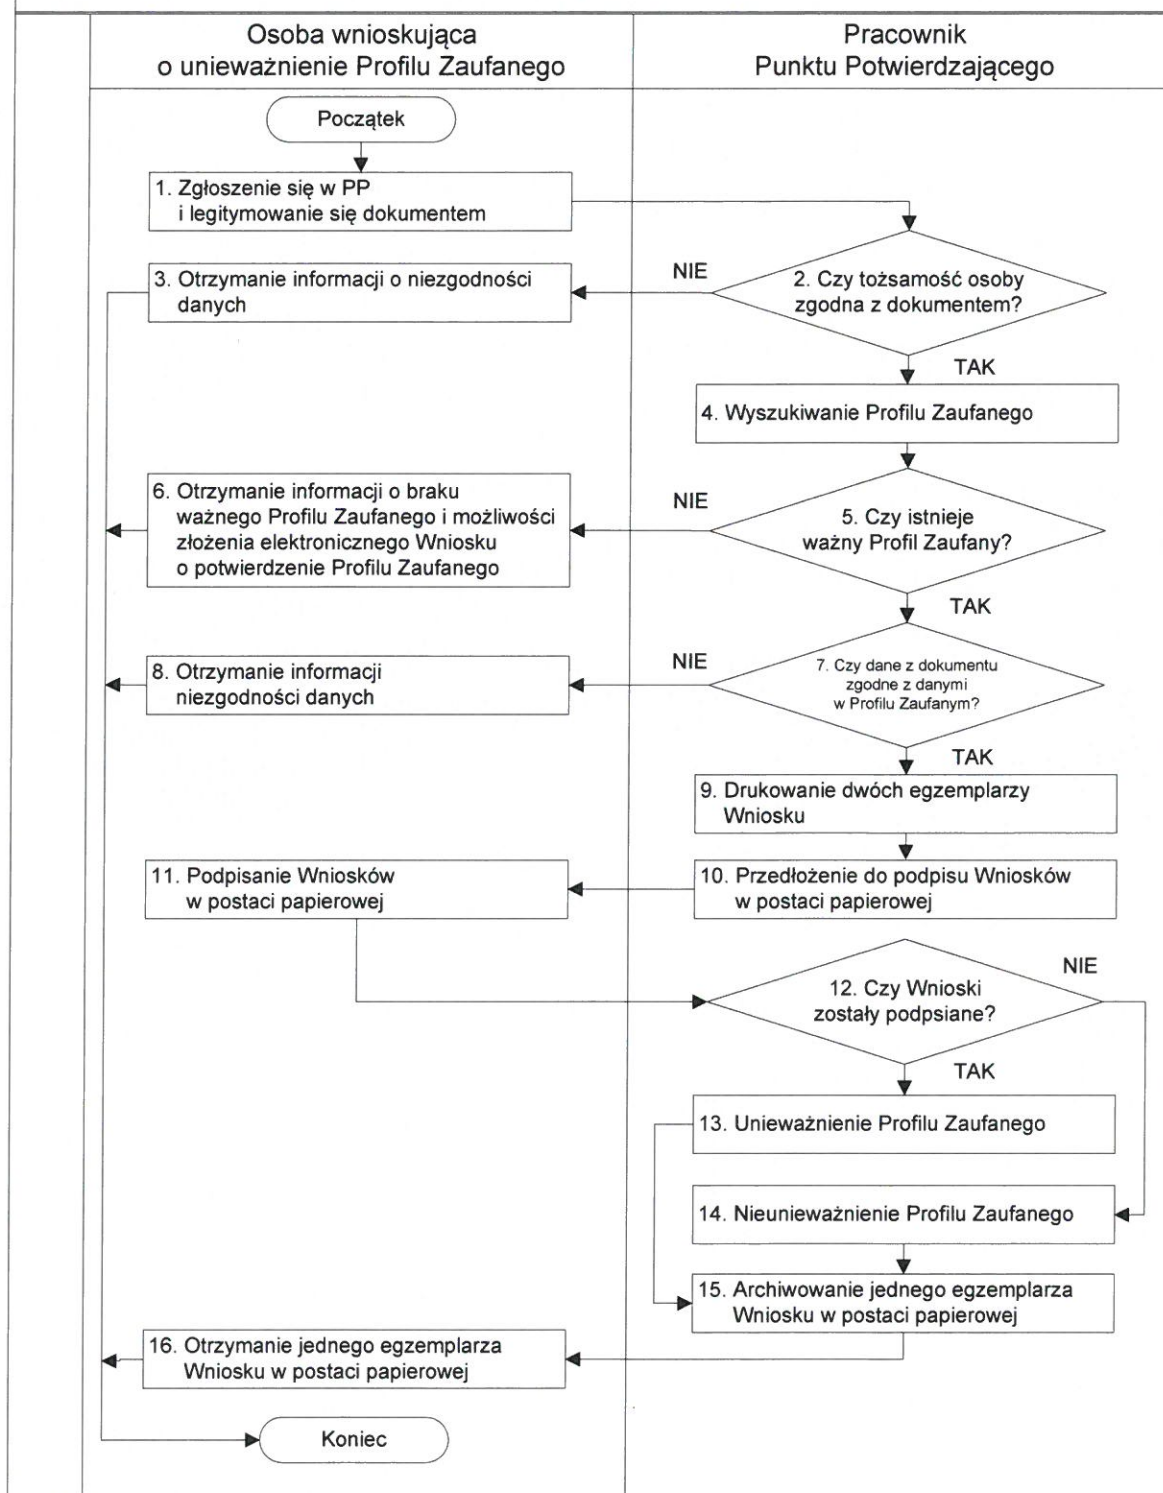 Osoba wnioskująca
o unieważnienie Profilu Zaufanego
Pracownik
Punktu Potwierdzającego
Początek
1. Zgłoszenie się w PP
i legitymowanie się dokumentem
2. Czy tożsamość osoby
zgodna z dokumentem?
NIE
3. Otrzymanie informacji o niezgodności
danych
TAK
4. Wyszukiwanie Profilu Zaufanego
5. Czy istnieje
ważny Profil Zaufany?
NIE
6. Otrzymanie informacji o braku
ważnego Profilu Zaufanego i możliwości
złożenia elektronicznego Wniosku
o potwierdzenie Profilu Zaufanego
TAK
7. Czy dane z dokumentu
zgodne z danymi
w Profilu Zaufanym?
NIE
8. Otrzymanie informacji
niezgodności danych
TAK
9. Drukowanie dwóch egzemplarzy
Wniosku
10. Przedłożenie do podpisu Wniosków
w postaci papierowej
11. Podpisanie Wniosków
w postaci papierowej
12. Czy Wnioski
zostały podpsiane?
NIE
TAK
13. Unieważnienie Profilu Zaufanego
14. Nieunieważnienie Profilu Zaufanego
15. Archiwowanie jednego egzemplarza
Wniosku w postaci papierowej
16. Otrzymanie jednego egzemplarza
Wniosku w postaci papierowej
Koniec